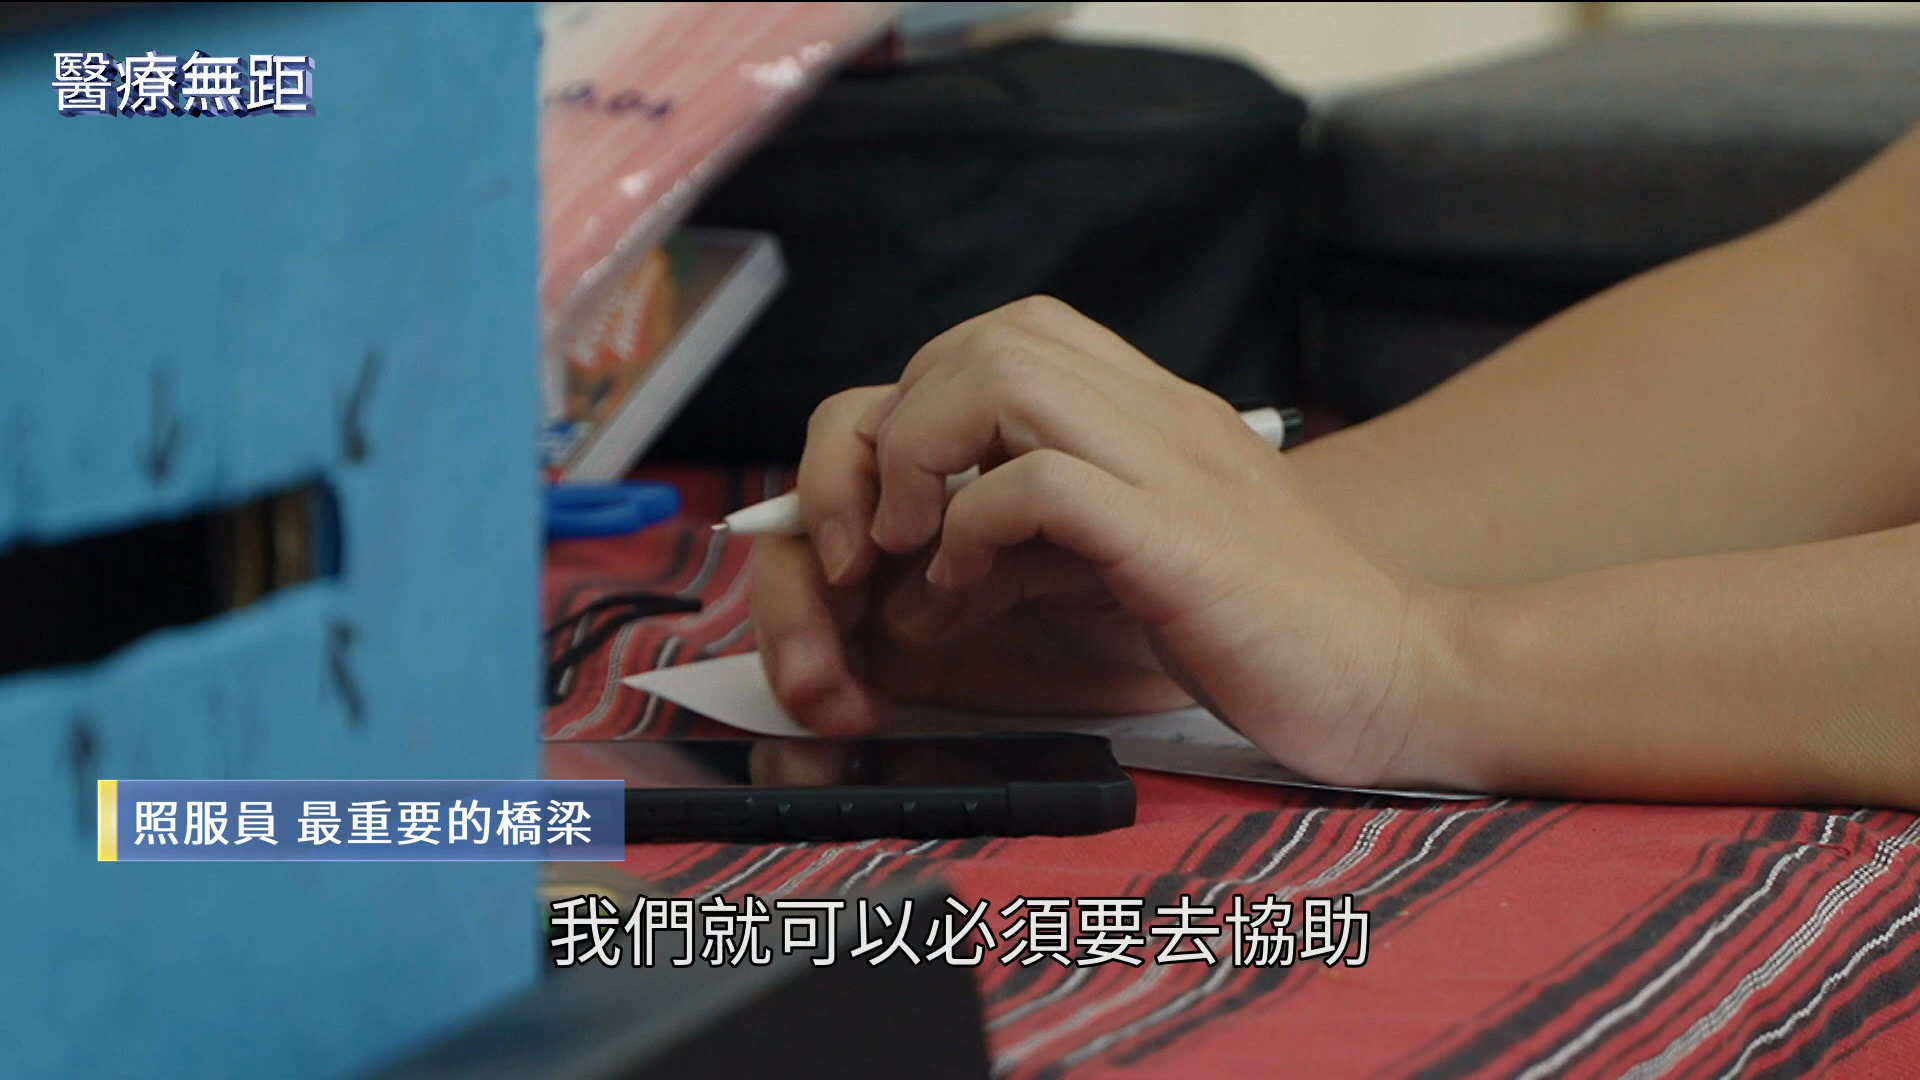 醫療無距
照服員 最重要的橋梁
我們就可以必須要去協助